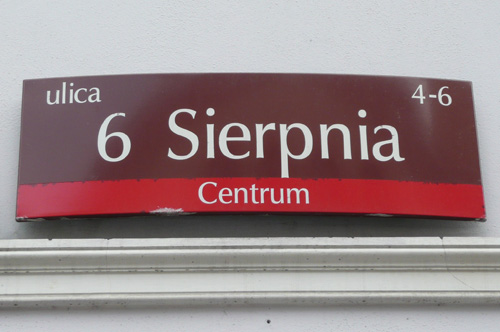 ulica 4-6
6 Sierpnia
Centrum